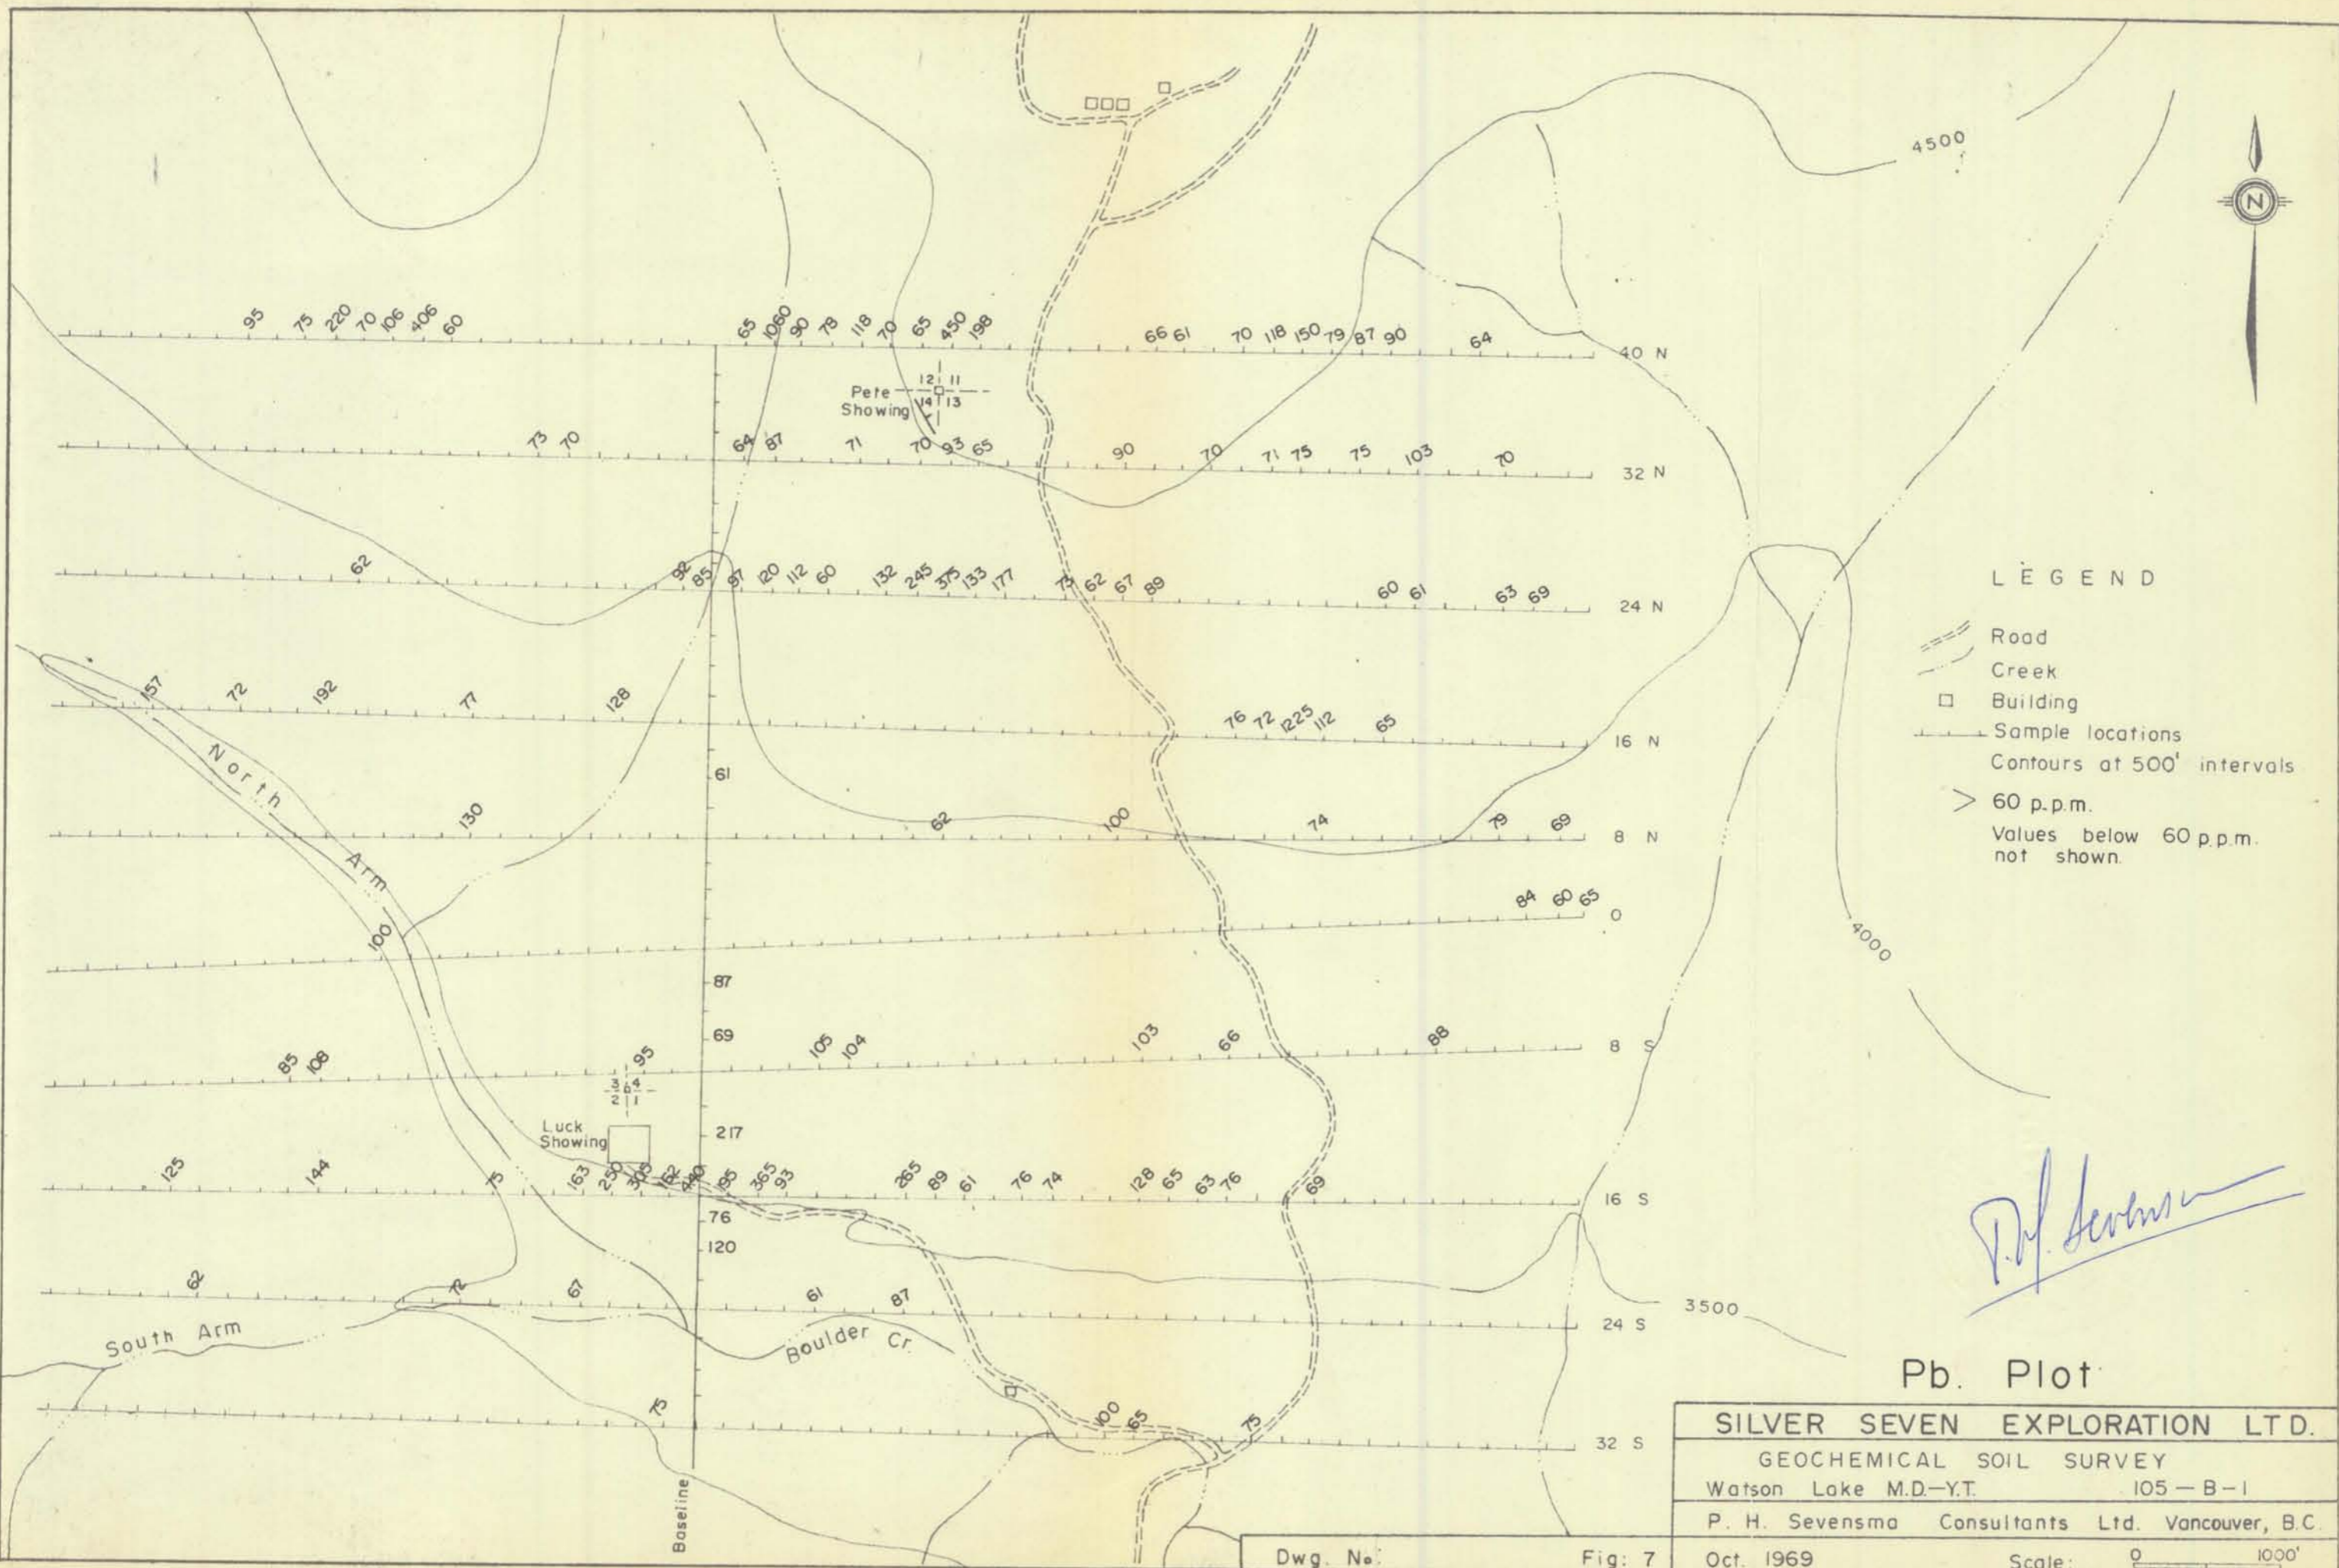 4500
N
95 75 220 70 106 406 60 65 1060 90 78 118 70 65 450 198 66 61 70 118 150 79 87 90 64
40 N
12 11
Pete
14 13
Showing
73 70 64 87 71 70 93 65 90 70 71 75 75 103 70
32 N
62 92 85 97 120 112 60 132 245 375 133 177 73 62 67 89 60 61 63 69
24 N
LEGEND
Road
Creek
Building
Sample locations
Contours at 500' intervals
> 60 p.p.m.
Values below 60 p.p.m.
not shown.
157 72 192 77 128 76 72 1225 112 65
16 N
North Arm
61
130 62 100 74 79 69
8 N
84 60 65
0
100
4000
87
69
85 108 95 105 104 103 66 88
8 S
3 4
2 1
Luck
Showing
217
125 144 75 163 250 305 162 440 195 365 93 265 89 61 76 74 128 65 63 76 69
16 S
76
120
62 72 67 61 87
24 S
3500
South Arm
Boulder Cr.
75 100 65 75
32 S
Baseline
Pb. Plot
SILVER SEVEN EXPLORATION LTD.
GEOCHEMICAL SOIL SURVEY
Watson Lake M.D.—Y.T. 105 — B — 1
P. H. Sevensma Consultants Ltd. Vancouver, B.C.
Dwg. No: Fig: 7 Oct. 1969 Scale: 0 1000'